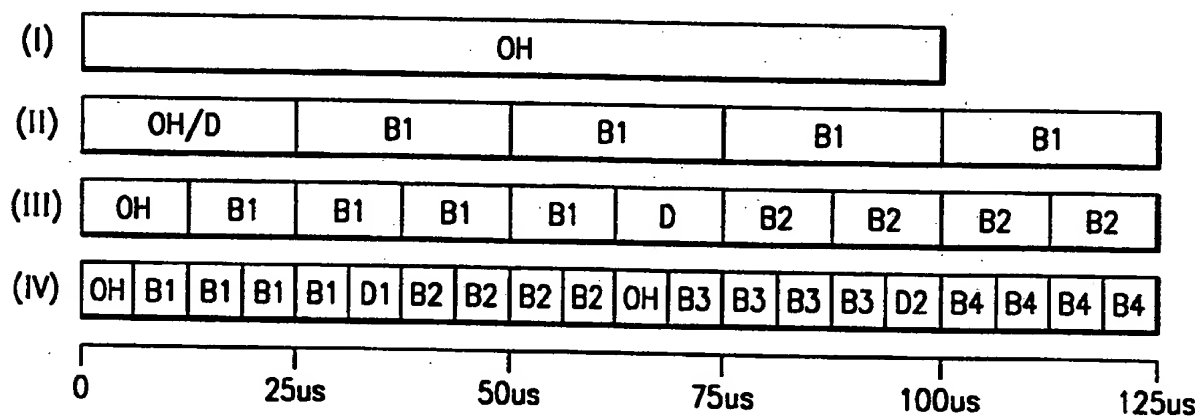 (I) OH
(II) OH/D B1 B1 B1 B1
(III) OH B1 B1 B1 B1 D B2 B2 B2 B2
(IV) OH B1 B1 B1 B1 D1 B2 B2 B2 B2 OH B3 B3 B3 B3 D2 B4 B4 B4 B4
0 25us 50us 75us 100us 125us